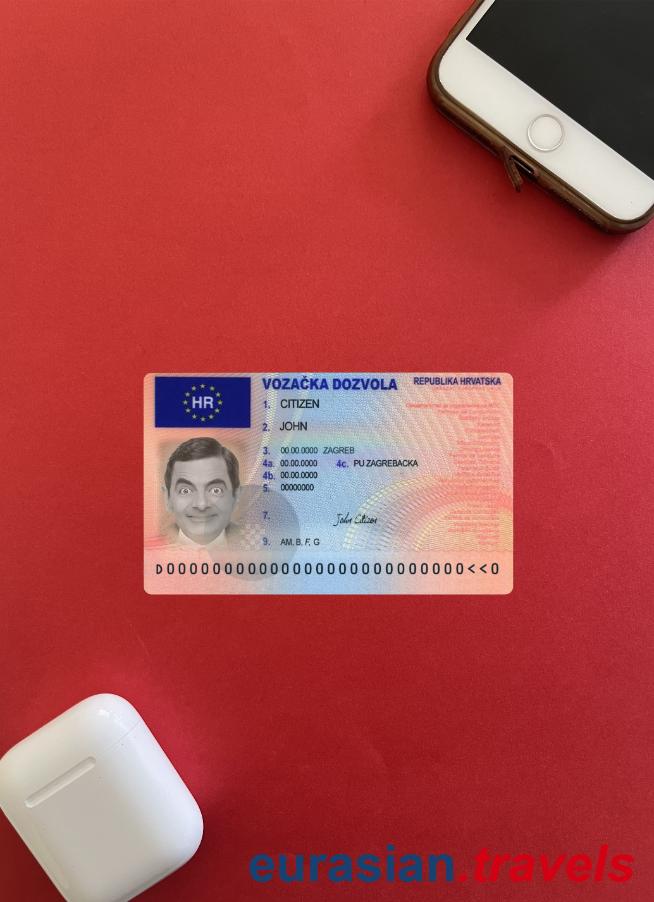 HR
VOZAČKA DOZVOLA
REPUBLIKA HRVATSKA
1. CITIZEN
2. JOHN
3. 00.00.0000 ZAGREB
4a. 00.00.0000 4c. PU ZAGREBACKA
4b. 00.00.0000
5. 00000000
7. John Citizen
9. AM, B, F, G
D0000000000000000000000000000<<0
eurasian.travels